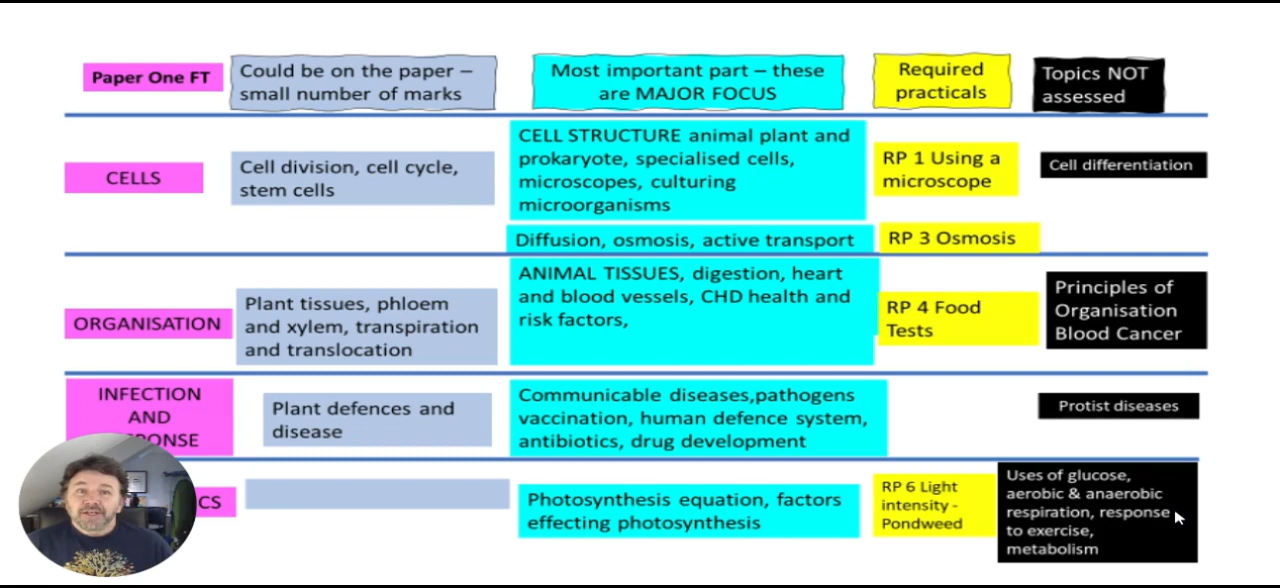 Paper One FT
Could be on the paper –
small number of marks
Most important part – these
are MAJOR FOCUS
Required
practicals
Topics NOT
assessed
CELLS
Cell division, cell cycle,
stem cells
CELL STRUCTURE animal plant and
prokaryote, specialised cells,
microscopes, culturing
microorganisms
RP 1 Using a
microscope
Cell differentiation
Diffusion, osmosis, active transport
RP 3 Osmosis
ORGANISATION
Plant tissues, phloem
and xylem, transpiration
and translocation
ANIMAL TISSUES, digestion, heart
and blood vessels, CHD health and
risk factors,
RP 4 Food
Tests
Principles of
Organisation
Blood Cancer
INFECTION
AND
PONSE
Plant defences and
disease
Communicable diseases,pathogens
vaccination, human defence system,
antibiotics, drug development
Protist diseases
CS
Photosynthesis equation, factors
effecting photosynthesis
RP 6 Light
intensity -
Pondweed
Uses of glucose,
aerobic & anaerobic
respiration, response
to exercise,
metabolism